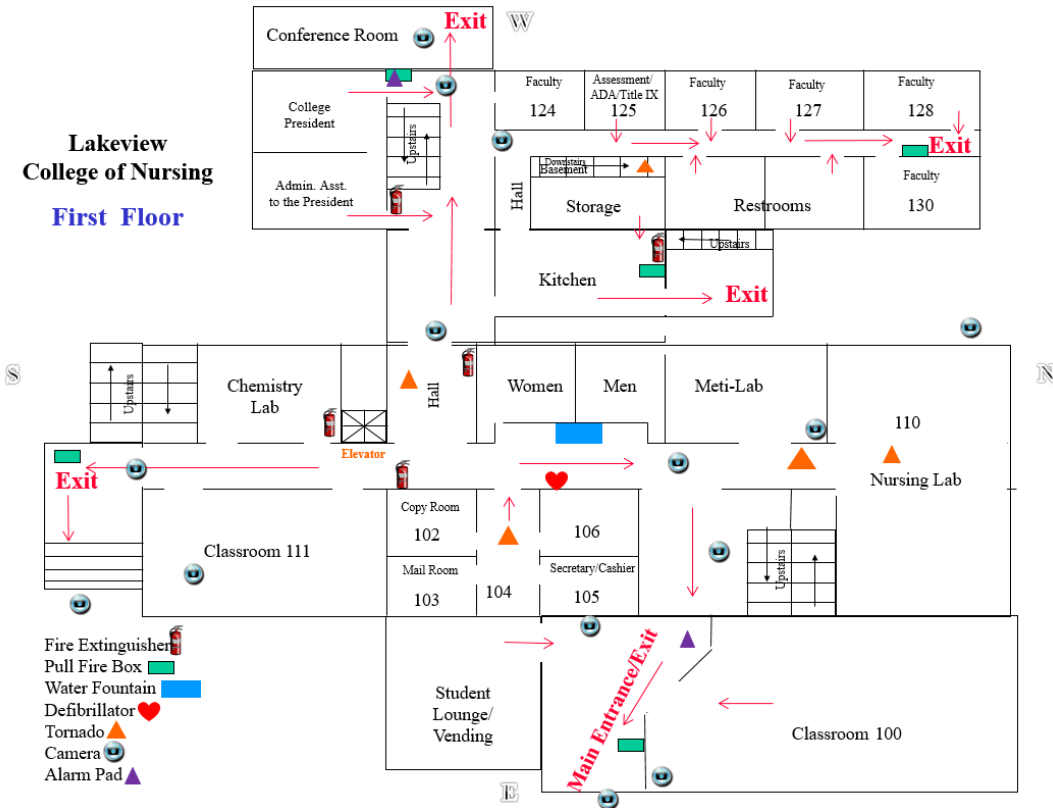 Exit
W
Conference Room
Lakeview
College of Nursing
First Floor
College
President
Admin. Asst.
to the President
Upstairs
Faculty
124
Assessment/
ADA/Title IX
125
Faculty
126
Faculty
127
Faculty
128
Exit
Hall
Downstairs
Basement
Storage
Restrooms
Faculty
130
Kitchen
Upstairs
Exit
S
N
Upstairs
Chemistry
Lab
Elevator
Hall
Women
Men
Meti-Lab
110
Nursing Lab
Exit
Classroom 111
Copy Room
102
Mail Room
103
104
106
Secretary/Cashier
105
Upstairs
Fire Extinguisher
Pull Fire Box
Water Fountain
Defibrillator
Tornado
Camera
Alarm Pad
Student
Lounge/
Vending
Main Entrance/Exit
Classroom 100
E